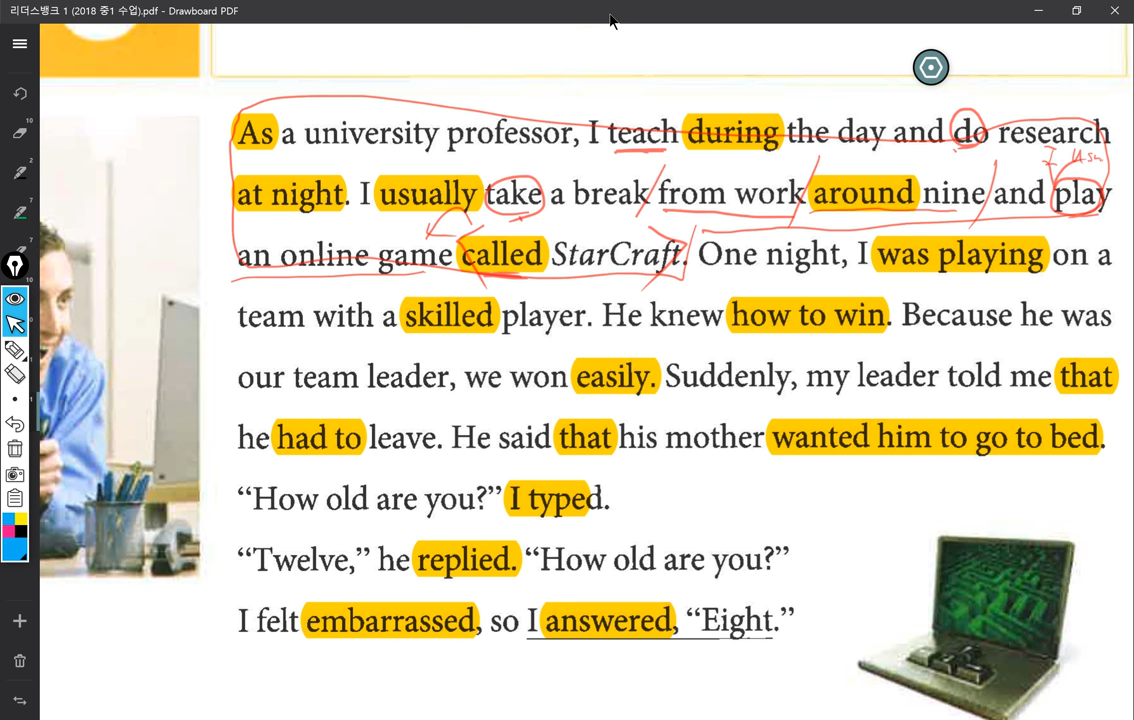 리더스뱅크 1 (2018 중1 수업).pdf - Drawboard PDF
As a university professor, I teach during the day and do research
at night. I usually take a break from work around nine and play
an online game called StarCraft. One night, I was playing on a
team with a skilled player. He knew how to win. Because he was
our team leader, we won easily. Suddenly, my leader told me that
he had to leave. He said that his mother wanted him to go to bed.
“How old are you?” I typed.
“Twelve,” he replied. “How old are you?”
I felt embarrassed, so I answered, “Eight.”